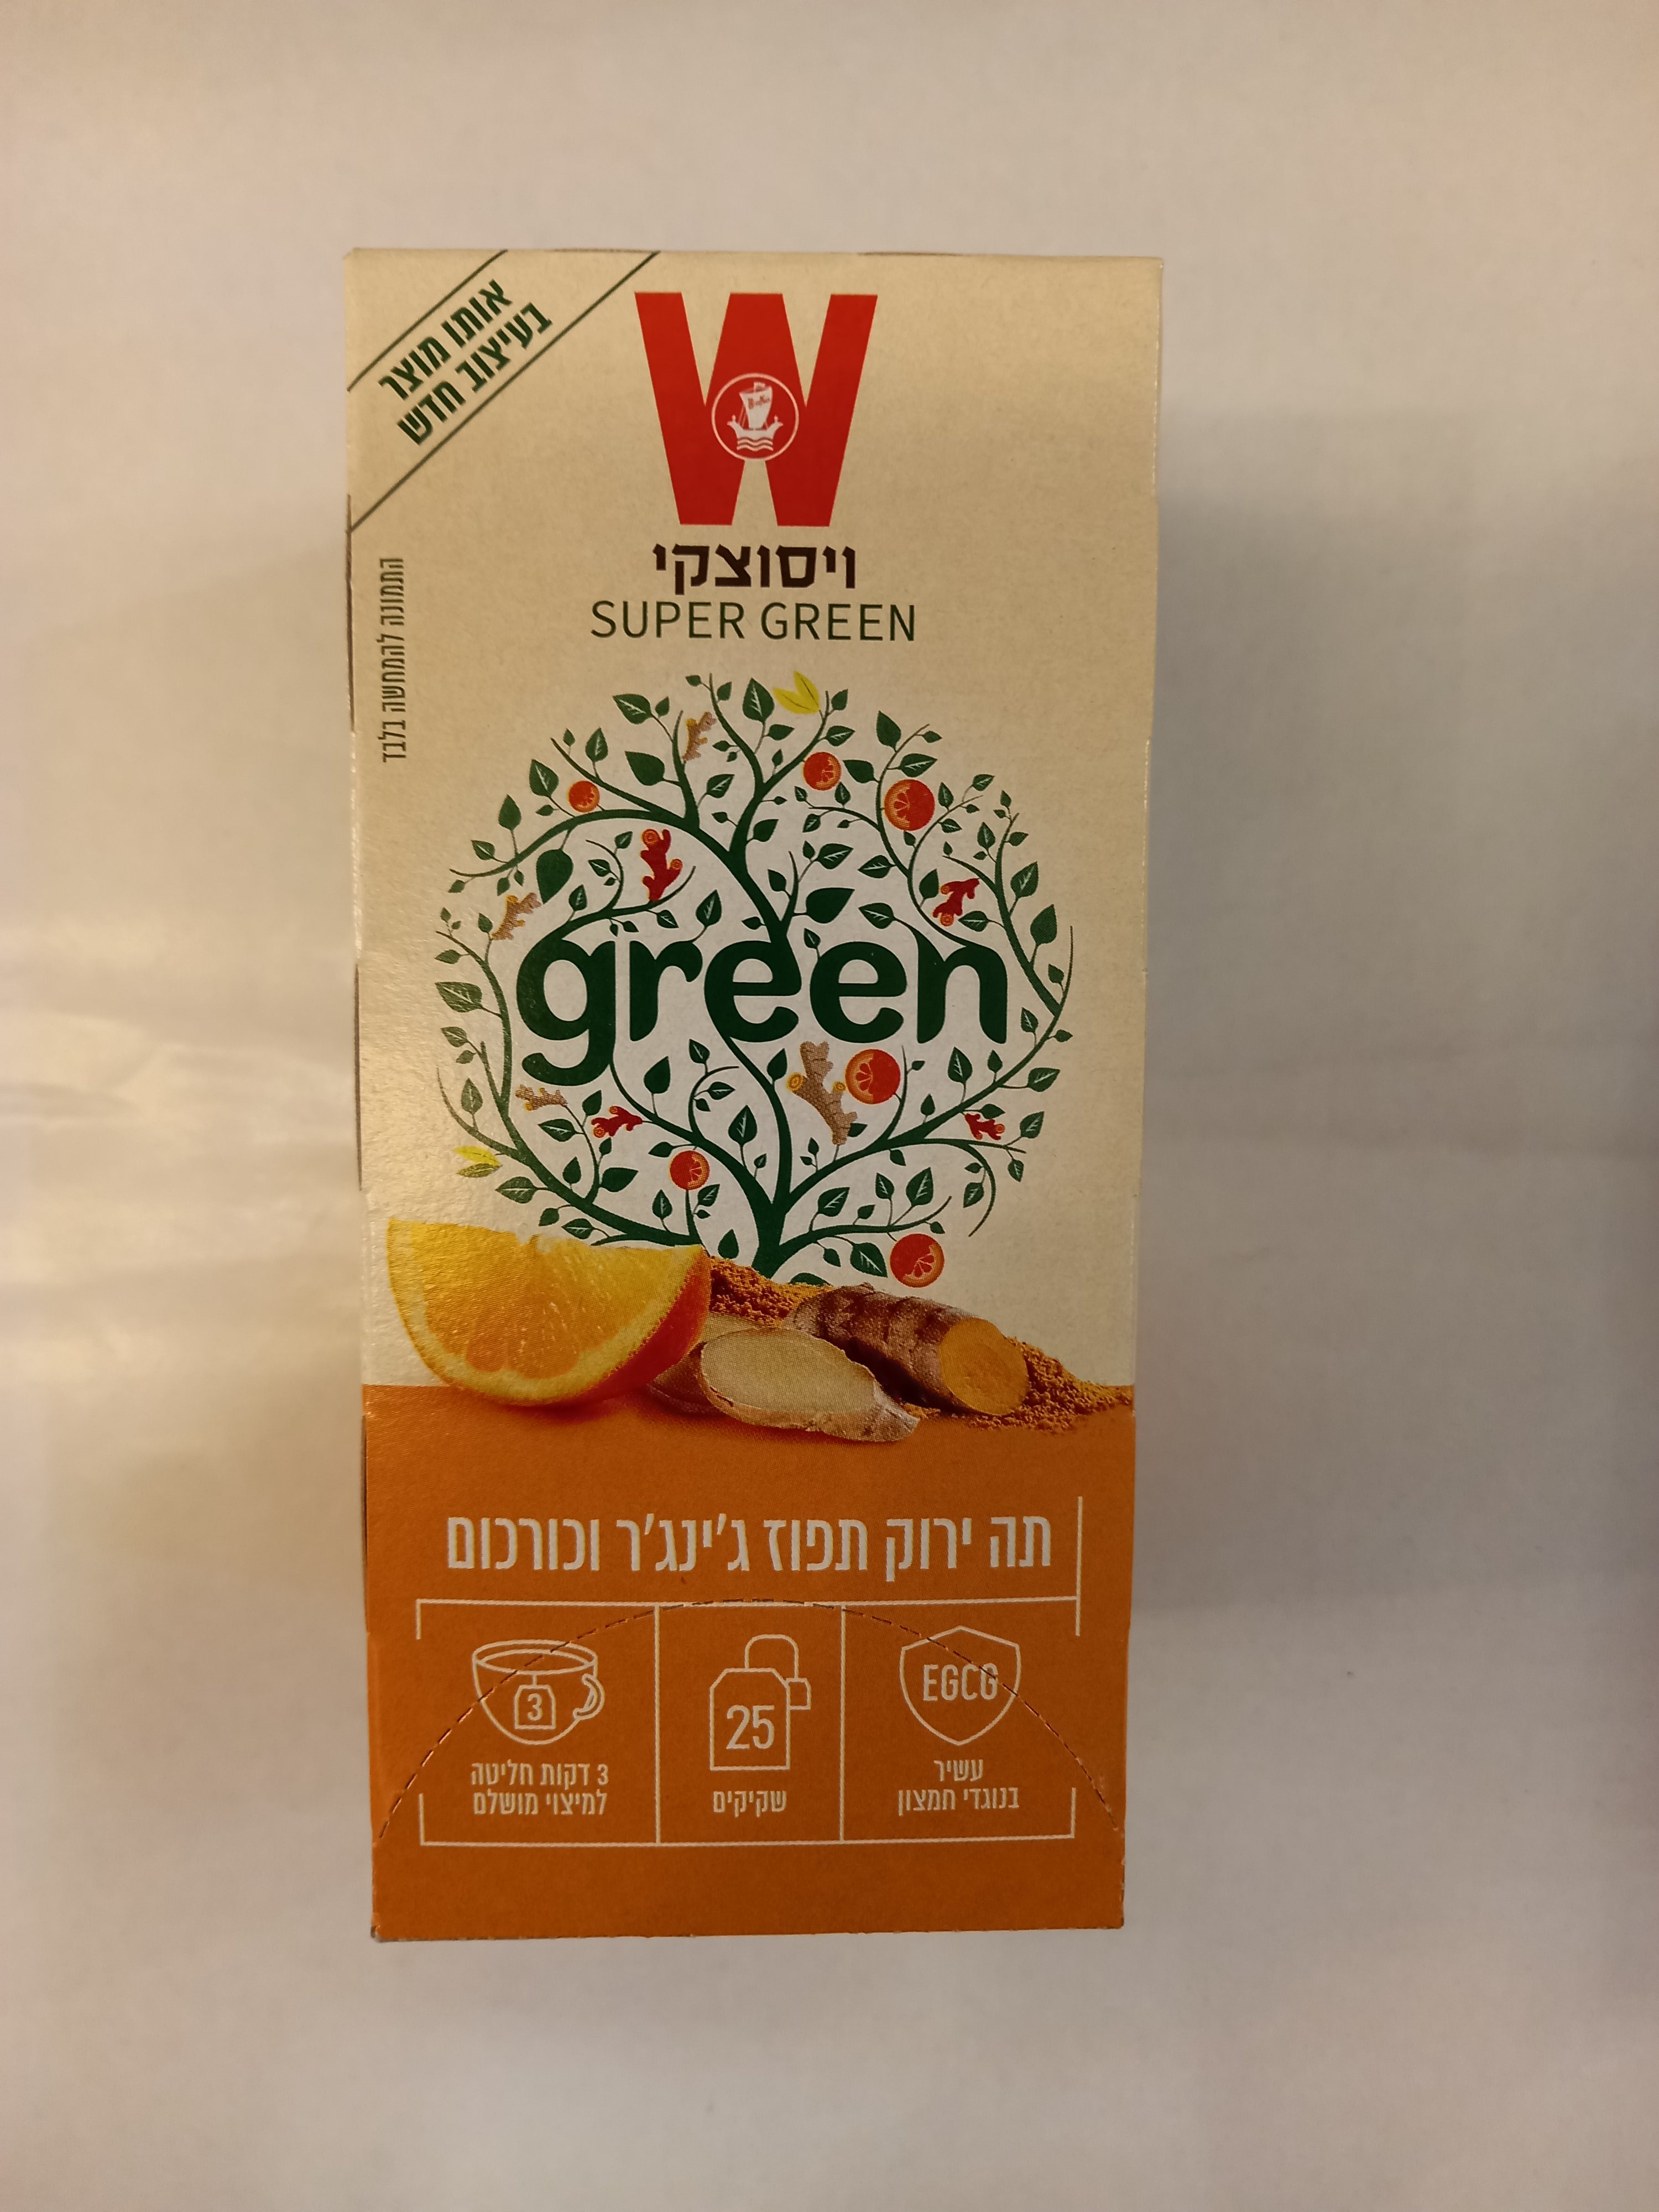 אותו מוצר
בעיצוב חדש
W
ויסוצקי
SUPER GREEN
התמונה להמחשה בלבד
green
תה ירוק תפוז ג'ינג'ר וכורכום
EGCG
עשיר
בנוגדי חמצון
25
שקיקים
3
3 דקות חליטה
למיצוי מושלם